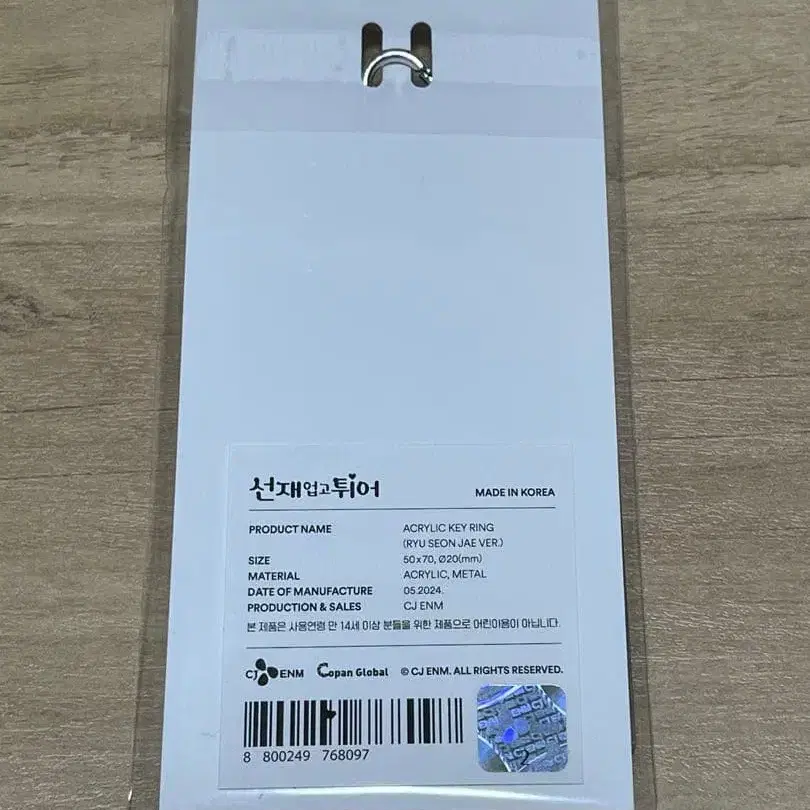 선재업고튀어
MADE IN KOREA
PRODUCT NAME ACRYLIC KEY RING
(RYU SEON JAE VER.)
SIZE 50x70, Ø20(mm)
MATERIAL ACRYLIC, METAL
DATE OF MANUFACTURE 05.2024.
PRODUCTION & SALES CJ ENM
본 제품은 사용연령 만 14세 이상 분들을 위한 제품으로 어린이용이 아닙니다.
CJ ENM Copan Global © CJ ENM. ALL RIGHTS RESERVED.
8 800249 768097